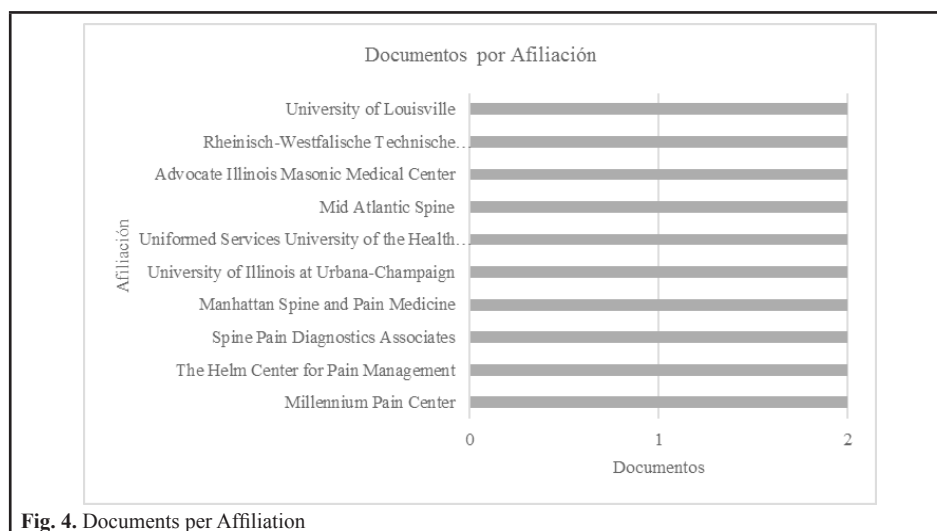 Documentos por Afiliación
University of Louisville
Rheinisch-Westfalische Technische…
Advocate Illinois Masonic Medical Center
Mid Atlantic Spine
Uniformed Services University of the Health…
University of Illinois at Urbana-Champaign
Manhattan Spine and Pain Medicine
Spine Pain Diagnostics Associates
The Helm Center for Pain Management
Millennium Pain Center
Afiliación
0 1 2
Documentos
Fig. 4. Documents per Affiliation